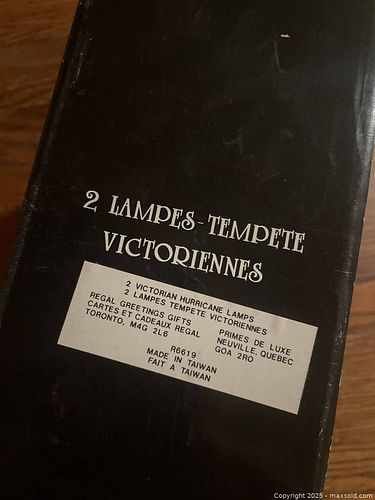 2 LAMPES-TEMPETE
VICTORIENNES
2 VICTORIAN HURRICANE LAMPS
2 LAMPES TEMPETE VICTORIENNES
REGAL GREETINGS GIFTS
CARTES ET CADEAUX REGAL
TORONTO, M4G 2L6
PRIMES DE LUXE
NEUVILLE, QUEBEC
GOA 2RO
R6619
MADE IN TAIWAN
FAIT A TAIWAN
Copyright © 2025 - maxsold.com